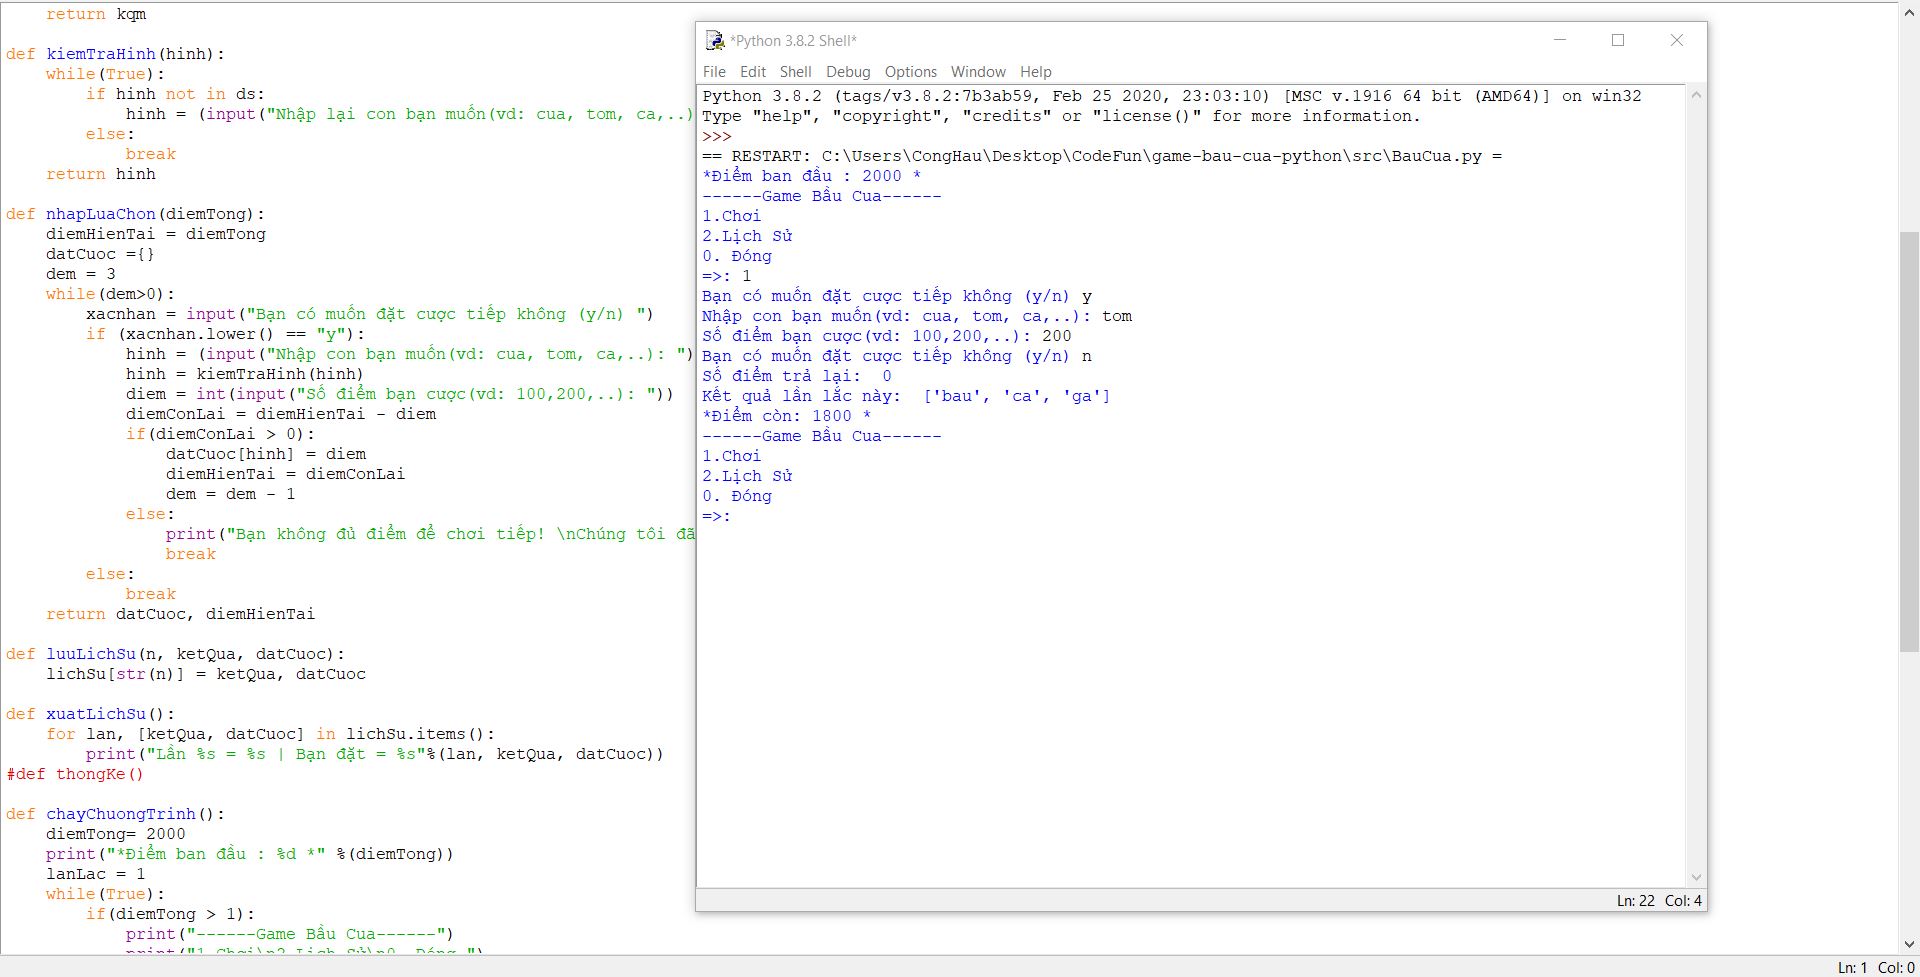 return kqm

def kiemTraHinh(hinh):
    while(True):
        if hinh not in ds:
            hinh = (input("Nhập lại con bạn muốn(vd: cua, tom, ca,..)
        else:
            break
    return hinh

def nhapLuaChon(diemTong):
    diemHienTai = diemTong
    datCuoc ={}
    dem = 3
    while(dem>0):
        xacnhan = input("Bạn có muốn đặt cược tiếp không (y/n) ")
        if (xacnhan.lower() == "y"):
            hinh = (input("Nhập con bạn muốn(vd: cua, tom, ca,..: ")
            hinh = kiemTraHinh(hinh)
            diem = int(input("Số điểm bạn cược(vd: 100,200,..): "))
            diemConLai = diemHienTai - diem
            if(diemConLai > 0):
                datCuoc[hinh] = diem
                diemHienTai = diemConLai
                dem = dem - 1
            else:
                print("Bạn không đủ điểm để chơi tiếp! \nChúng tôi đã
                break
        else:
            break
    return datCuoc, diemHienTai

def luuLichSu(n, ketQua, datCuoc):
    lichSu[str(n)] = ketQua, datCuoc

def xuatLichSu():
    for lan, [ketQua, datCuoc] in lichSu.items():
        print("Lần %s = %s | Bạn đặt = %s"%(lan, ketQua, datCuoc))
#def thongKe()

def chayChuongTrinh():
    diemTong= 2000
    print("*Điểm ban đầu : %d *" %(diemTong))
    lanLac = 1
    while(True):
        if(diemTong > 1):
            print("------Game Bầu Cua------")
            print("1.Chơi\n2.Lịch Sử\n0. Đóng ")
*Python 3.8.2 Shell*
File Edit Shell Debug Options Window Help
Python 3.8.2 (tags/v3.8.2:7b3ab59, Feb 25 2020, 23:03:10) [MSC v.1916 64 bit (AMD64)] on win32
Type "help", "copyright", "credits" or "license()" for more information.
>>>
== RESTART: C:\Users\CongHau\Desktop\CodeFun\game-bau-cua-python\src\BauCua.py =
*Điểm ban đầu : 2000 *
------Game Bầu Cua------
1.Chơi
2.Lịch Sử
0. Đóng
=>: 1
Bạn có muốn đặt cược tiếp không (y/n) y
Nhập con bạn muốn(vd: cua, tom, ca,..): tom
Số điểm bạn cược(vd: 100,200,..): 200
Bạn có muốn đặt cược tiếp không (y/n) n
Số điểm trả lại:  0
Kết quả lần lắc này:  ['bau', 'ca', 'ga']
*Điểm còn: 1800 *
------Game Bầu Cua------
1.Chơi
2.Lịch Sử
0. Đóng
=>:
Ln: 22 Col: 4
Ln: 1 Col: 0